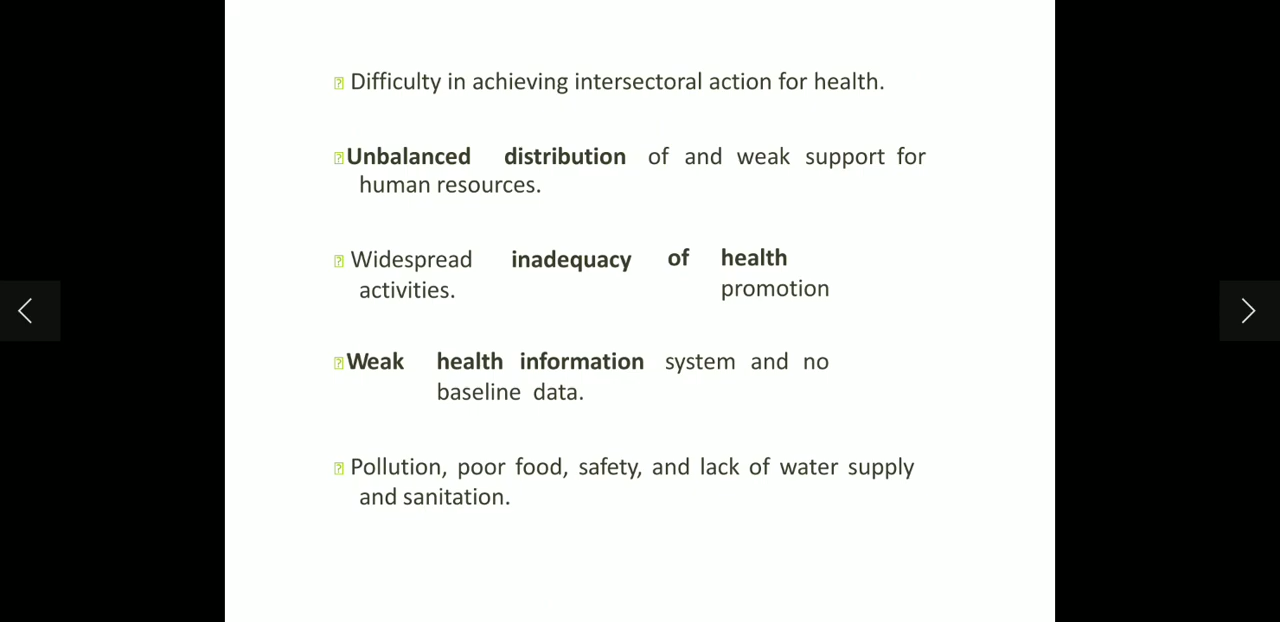 Difficulty in achieving intersectoral action for health.
Unbalanced distribution of and weak support for
human resources.
Widespread inadequacy of health
activities. promotion
Weak health information system and no
baseline data.
Pollution, poor food, safety, and lack of water supply
and sanitation.